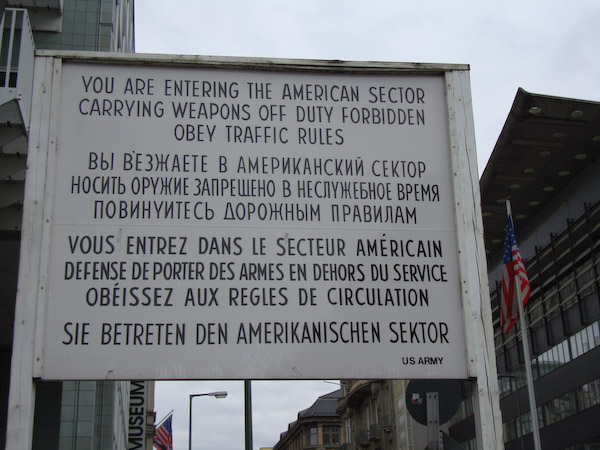 YOU ARE ENTERING THE AMERICAN SECTOR
CARRYING WEAPONS OFF DUTY FORBIDDEN
OBEY TRAFFIC RULES
ВЫ ВЪЕЗЖАЕТЕ В АМЕРИКАНСКИЙ СЕКТОР
НОСИТЬ ОРУЖИЕ ЗАПРЕЩЕНО В НЕСЛУЖЕБНОЕ ВРЕМЯ
ПОВИНУИТЕСЬ ДОРОЖНЫМ ПРАВИЛАМ
VOUS ENTREZ DANS LE SECTEUR AMÉRICAIN
DEFENSE DE PORTER DES ARMES EN DEHORS DU SERVICE
OBÉISSEZ AUX REGLES DE CIRCULATION
SIE BETRETEN DEN AMERIKANISCHEN SEKTOR
US ARMY
MUSEUM